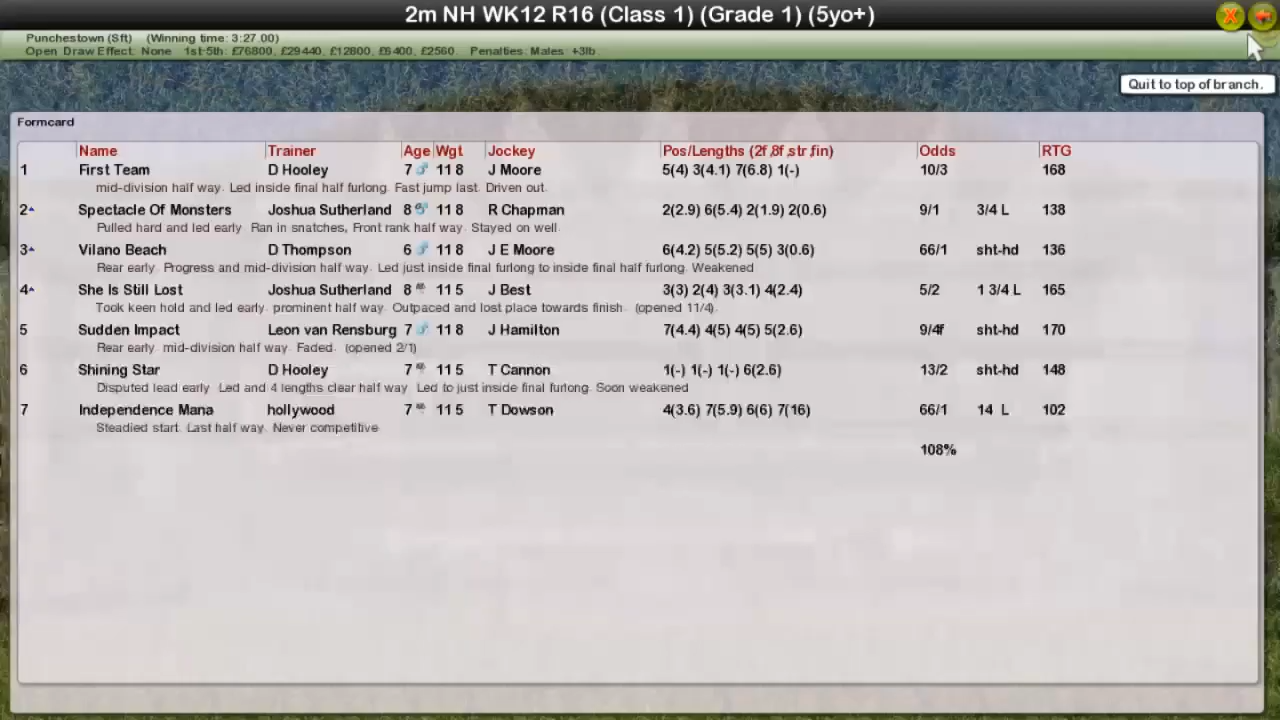 2m NH WK12 R16 (Class 1) (Grade 1) (5yo+)
Punchestown (Sft) (Winning time: 3:27.00)
Open Draw Effect: None 1st-5th: £76800, £29440, £12800, £6400, £2560. Penalties: Males: +3lb
Quit to top of branch.
Formcard
Name Trainer Age Wgt Jockey Pos/Lengths (2f,8f,str,fin) Odds RTG
1 First Team D Hooley 7 11 8 J Moore 5(4) 3(4.1) 7(6.8) 1(-) 10/3 168
mid-division half way. Led inside final half furlong. Fast jump last. Driven out.
2 Spectacle Of Monsters Joshua Sutherland 8 11 8 R Chapman 2(2.9) 6(5.4) 2(1.9) 2(0.6) 9/1 3/4 L 138
Pulled hard and led early. Ran in snatches, Front rank half way. Stayed on well.
3 Vilano Beach D Thompson 6 11 8 J E Moore 6(4.2) 5(5.2) 5(5) 3(0.6) 66/1 sht-hd 136
Rear early. Progress and mid-division half way. Led just inside final furlong to inside final half furlong. Weakened
4 She Is Still Lost Joshua Sutherland 8 11 5 J Best 3(3) 2(4) 3(3.1) 4(2.4) 5/2 1 3/4 L 165
Took keen hold and led early. prominent half way. Outpaced and lost place towards finish. (opened 11/4).
5 Sudden Impact Leon van Rensburg 7 11 8 J Hamilton 7(4.4) 4(5) 4(5) 5(2.6) 9/4f sht-hd 170
Rear early. mid-division half way. Faded. (opened 2/1)
6 Shining Star D Hooley 7 11 5 T Cannon 1(-) 1(-) 1(-) 6(2.6) 13/2 sht-hd 148
Disputed lead early. Led and 4 lengths clear half way. Led to just inside final furlong. Soon weakened
7 Independence Mana hollywood 7 11 5 T Dowson 4(3.6) 7(5.9) 6(6) 7(16) 66/1 14 L 102
Steadied start. Last half way. Never competitive
108%